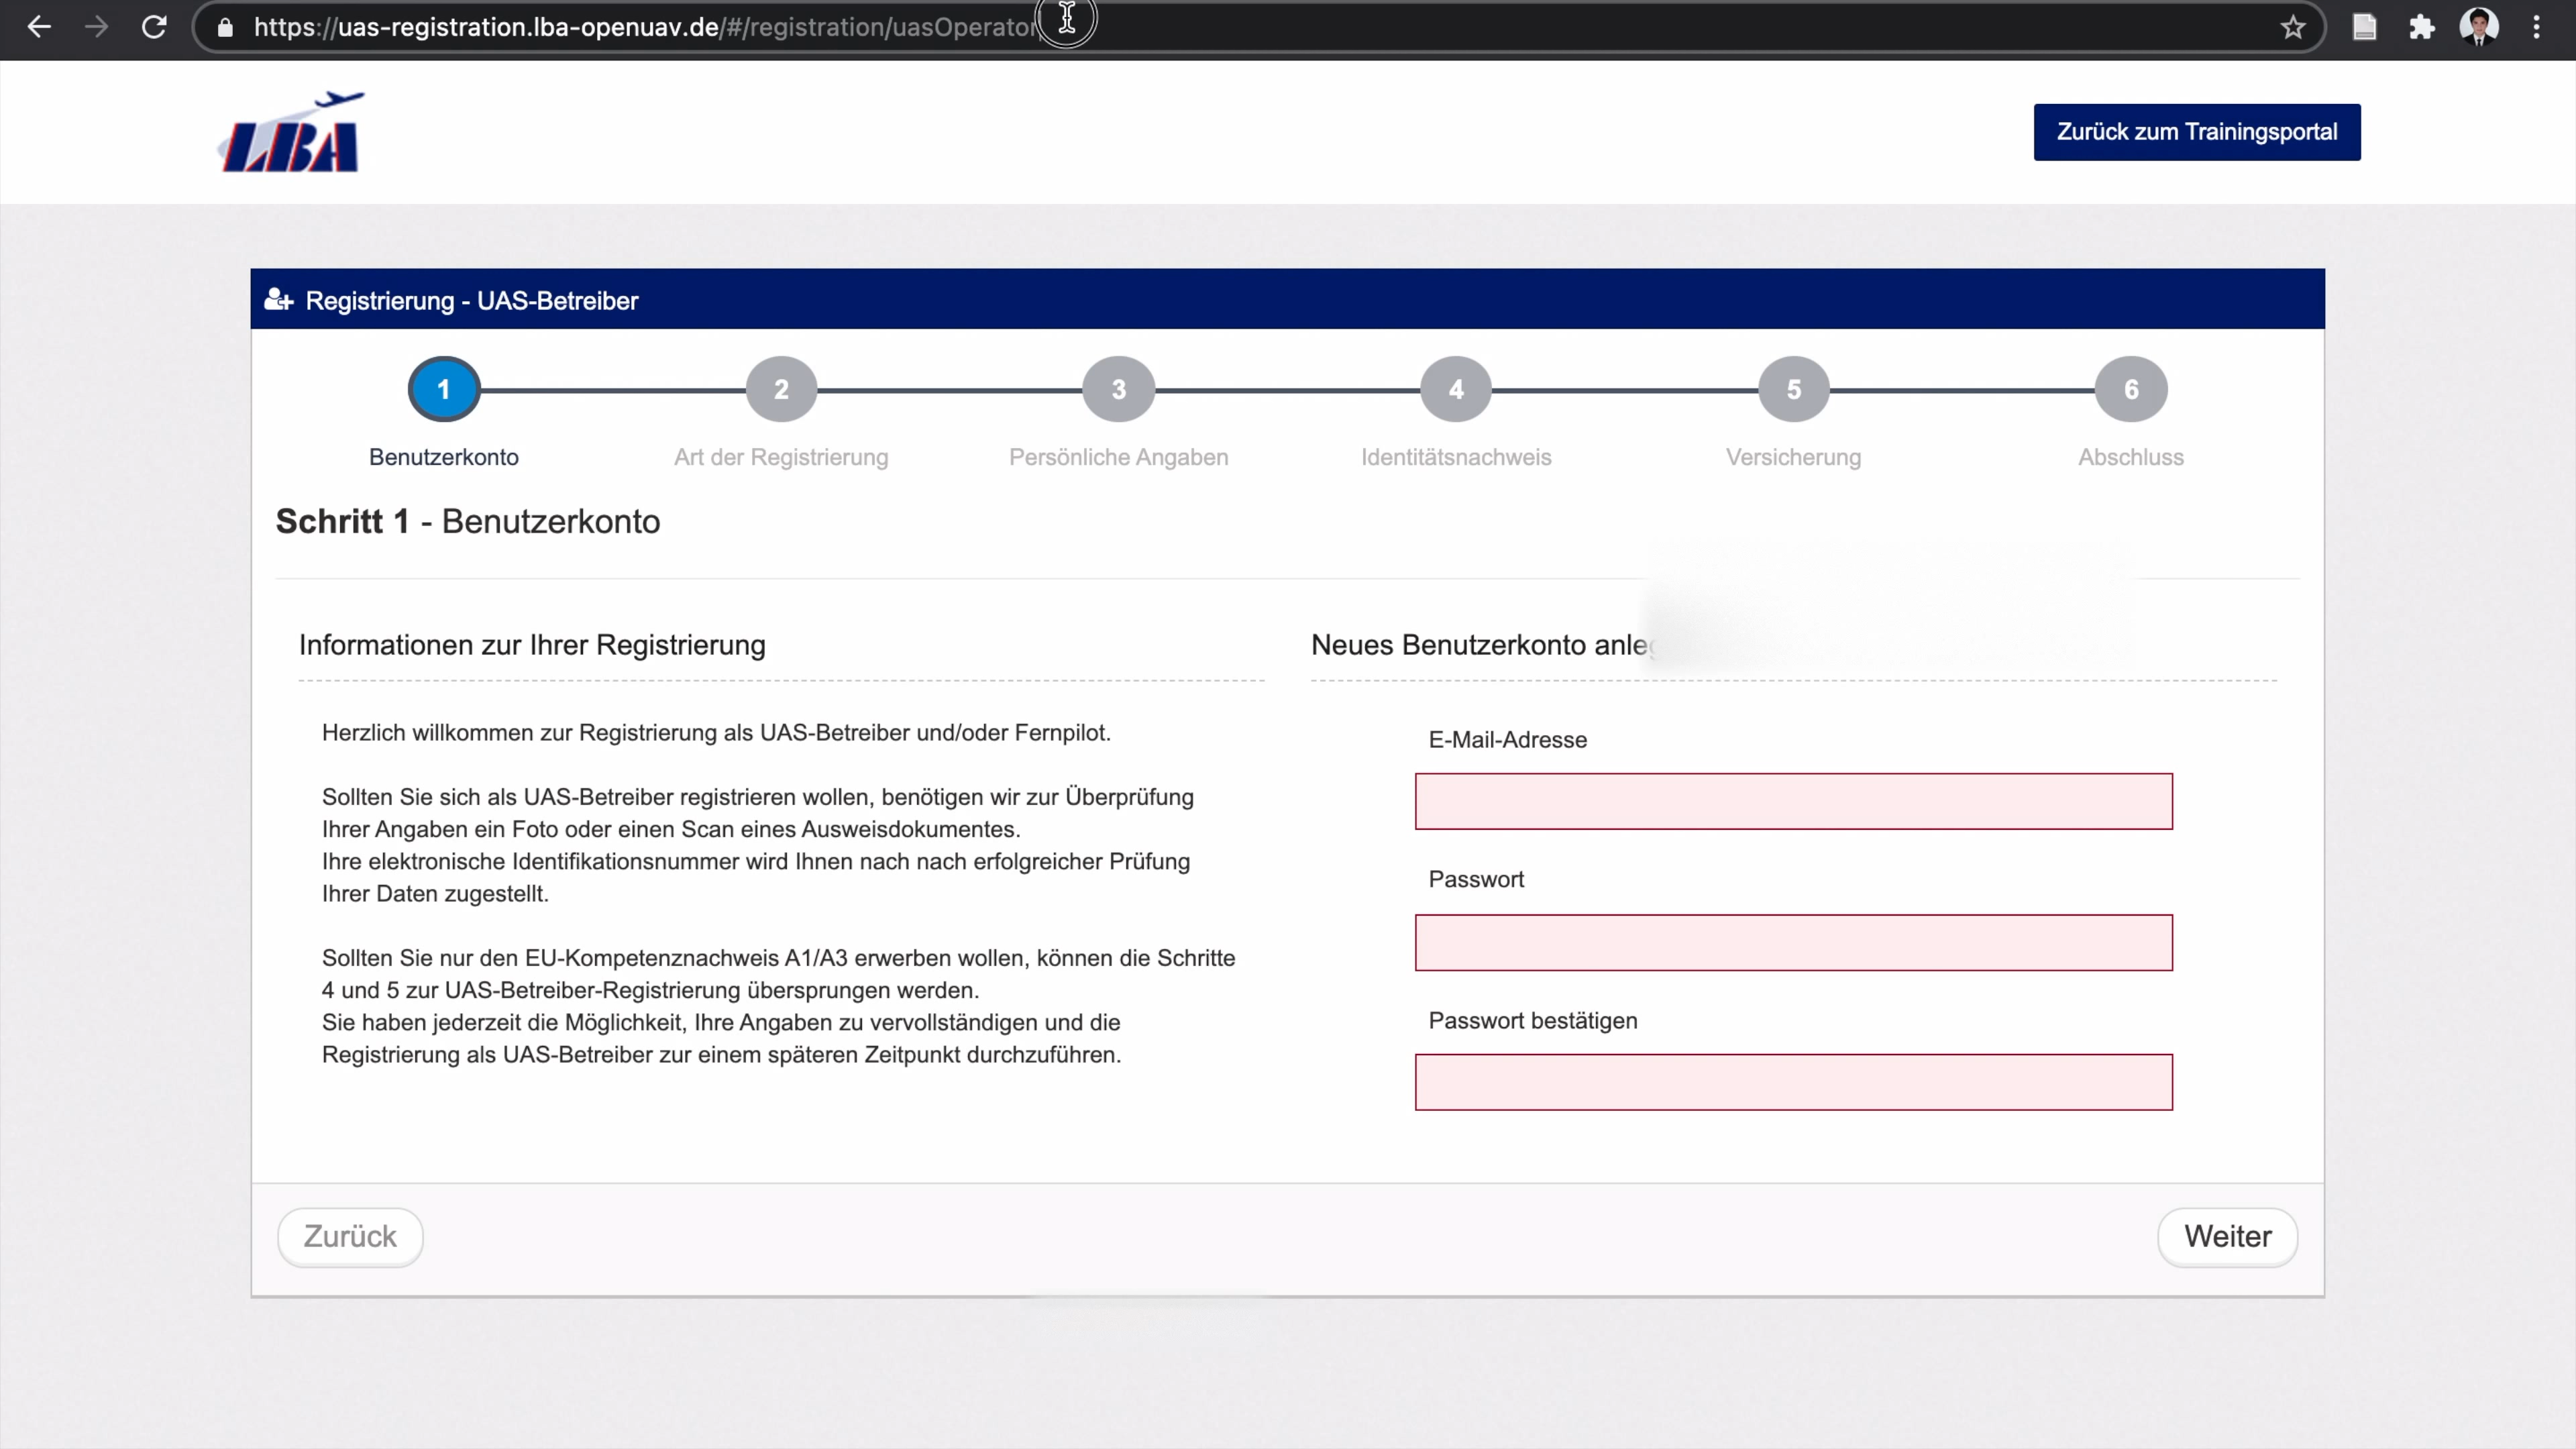 https://uas-registration.lba-openuav.de/#/registration/uasOperator
LBA
Zurück zum Trainingsportal
Registrierung - UAS-Betreiber
1 2 3 4 5 6
Benutzerkonto Art der Registrierung Persönliche Angaben Identitätsnachweis Versicherung Abschluss
Schritt 1 - Benutzerkonto
Informationen zur Ihrer Registrierung
Herzlich willkommen zur Registrierung als UAS-Betreiber und/oder Fernpilot.
Sollten Sie sich als UAS-Betreiber registrieren wollen, benötigen wir zur Überprüfung
Ihrer Angaben ein Foto oder einen Scan eines Ausweisdokumentes.
Ihre elektronische Identifikationsnummer wird Ihnen nach nach erfolgreicher Prüfung
Ihrer Daten zugestellt.
Sollten Sie nur den EU-Kompetenznachweis A1/A3 erwerben wollen, können die Schritte
4 und 5 zur UAS-Betreiber-Registrierung übersprungen werden.
Sie haben jederzeit die Möglichkeit, Ihre Angaben zu vervollständigen und die
Registrierung als UAS-Betreiber zur einem späteren Zeitpunkt durchzuführen.
Neues Benutzerkonto
E-Mail-Adresse
Passwort
Passwort bestätigen
Zurück
Weiter